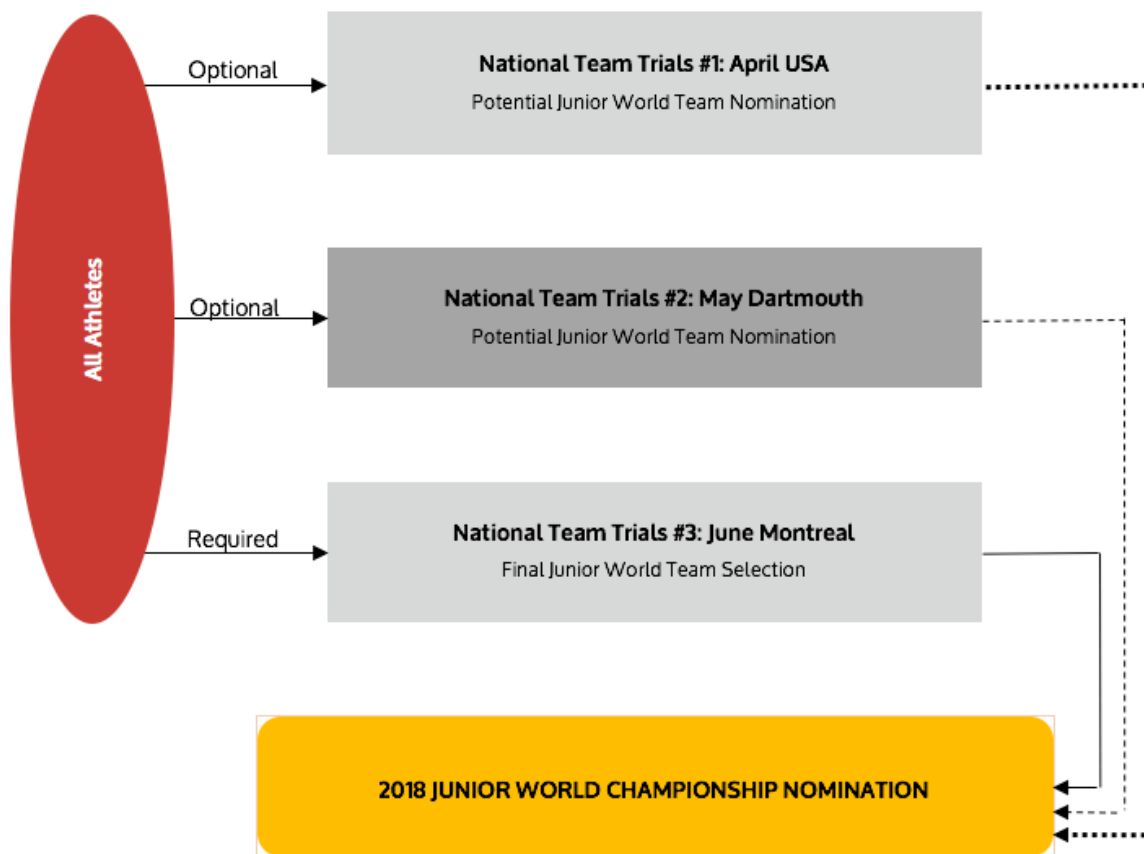 Optional
National Team Trials #1: April USA
Potential Junior World Team Nomination
All Athletes
Optional
National Team Trials #2: May Dartmouth
Potential Junior World Team Nomination
Required
National Team Trials #3: June Montreal
Final Junior World Team Selection
2018 JUNIOR WORLD CHAMPIONSHIP NOMINATION